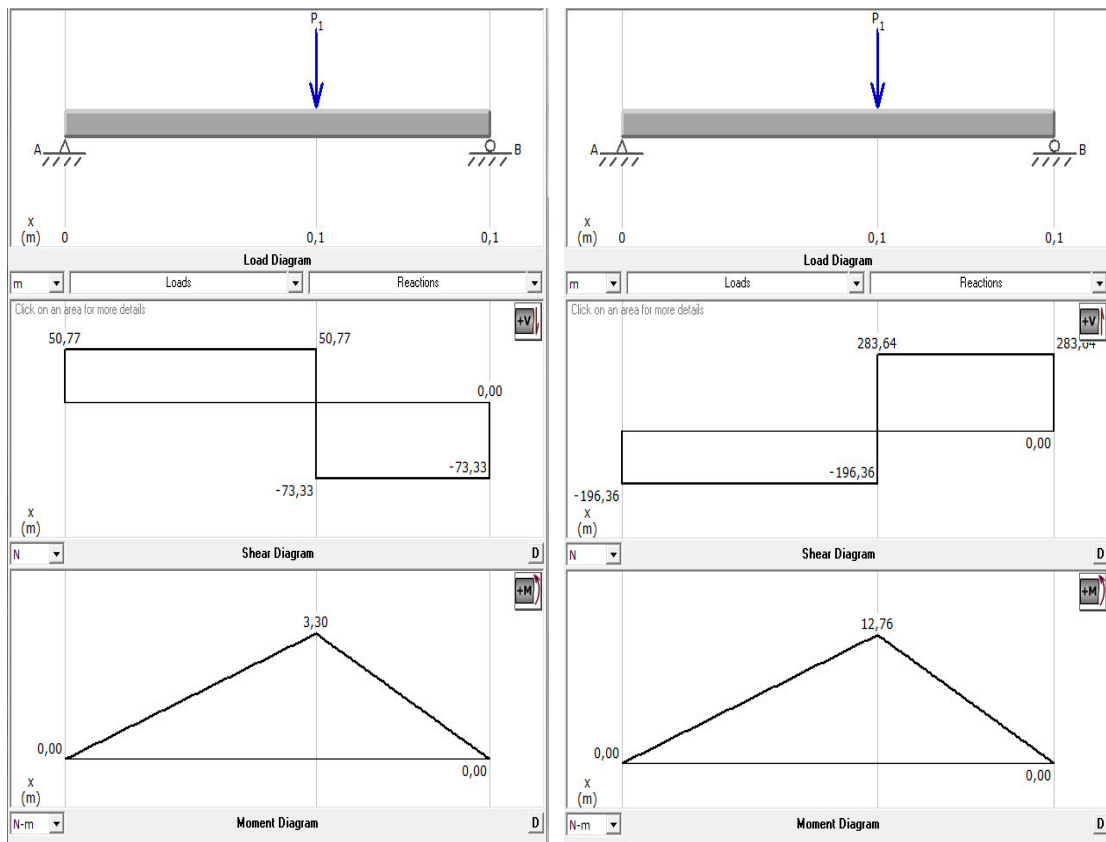 P1
A
B
x
(m)
0
0,1
0,1
Load Diagram
m
Loads
Reactions
Click on an area for more details
+V
50,77
50,77
0,00
-73,33
-73,33
x
(m)
N
Shear Diagram
D
+M
3,30
0,00
0,00
x
(m)
N-m
Moment Diagram
D
P1
A
B
x
(m)
0
0,1
0,1
Load Diagram
m
Loads
Reactions
Click on an area for more details
+V
283,64
283,64
0,00
-196,36
-196,36
x
(m)
N
Shear Diagram
D
+M
12,76
0,00
0,00
x
(m)
N-m
Moment Diagram
D